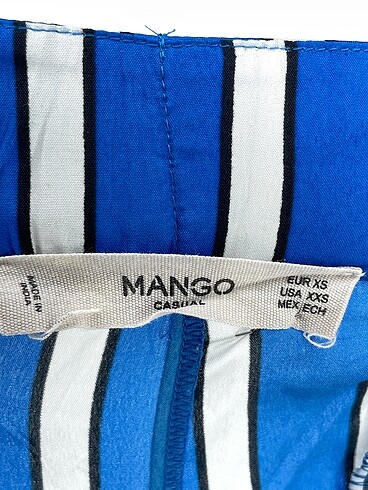 MADE IN
INDIA
MANGO
CASUAL
EUR XS
USA XXS
MEX ECH